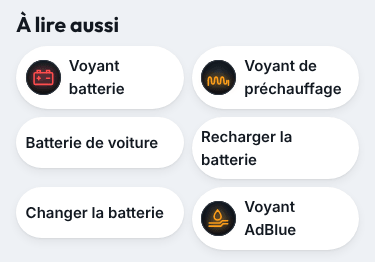 À lire aussi
Voyant
batterie
Voyant de
préchauffage
Batterie de voiture
Recharger la
batterie
Changer la batterie
Voyant
AdBlue